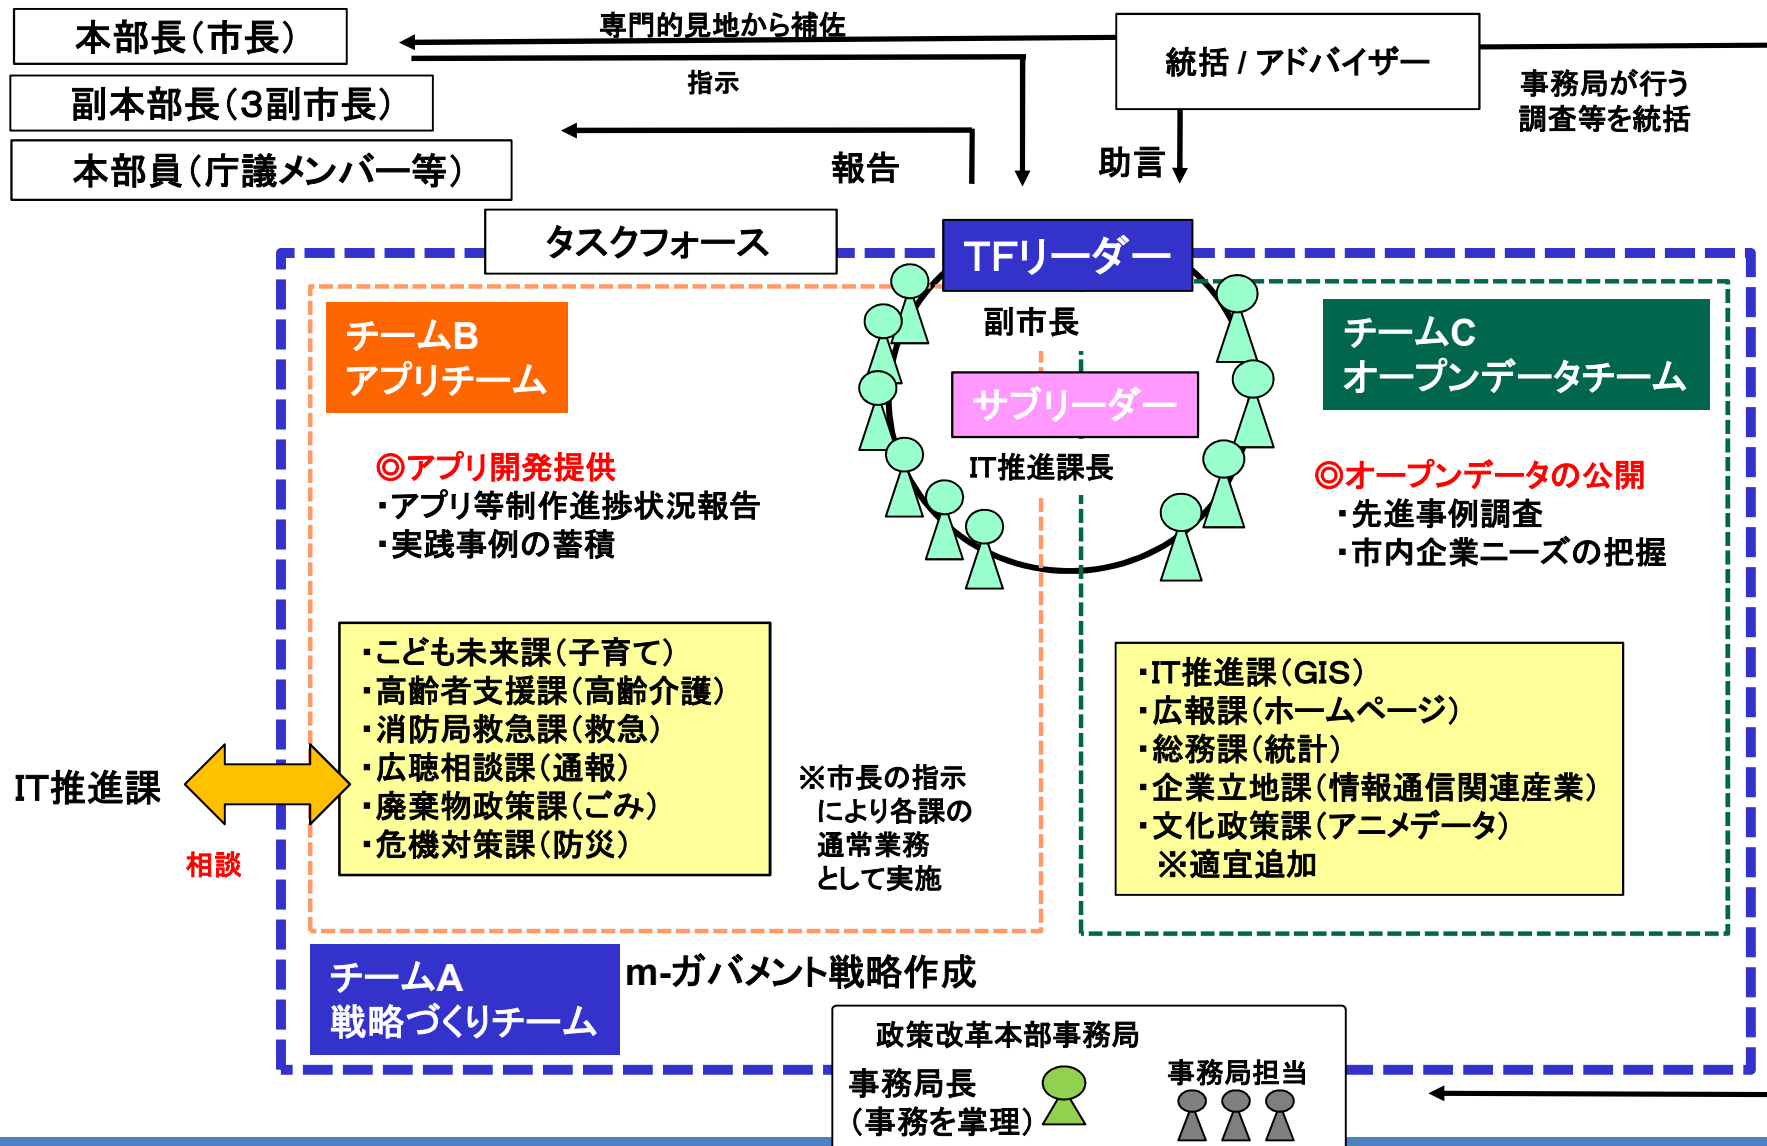 本部長（市長）
副本部長（３副市長）
本部員（庁議メンバー等）
専門的見地から補佐
指示
報告
統括 / アドバイザー
助言
事務局が行う
調査等を統括
タスクフォース
TFリーダー
副市長
サブリーダー
IT推進課長
チームB
アプリチーム
◎アプリ開発提供
・アプリ等制作進捗状況報告
・実践事例の蓄積
・こども未来課（子育て）
・高齢者支援課（高齢介護）
・消防局救急課（救急）
・広聴相談課（通報）
・廃棄物政策課（ごみ）
・危機対策課（防災）
※市長の指示
により各課の
通常業務
として実施
チームC
オープンデータチーム
◎オープンデータの公開
・先進事例調査
・市内企業ニーズの把握
・IT推進課（GIS）
・広報課（ホームページ）
・総務課（統計）
・企業立地課（情報通信関連産業）
・文化政策課（アニメデータ）
※適宜追加
IT推進課
相談
チームA
戦略づくりチーム
m-ガバメント戦略作成
政策改革本部事務局
事務局長
（事務を掌理）
事務局担当